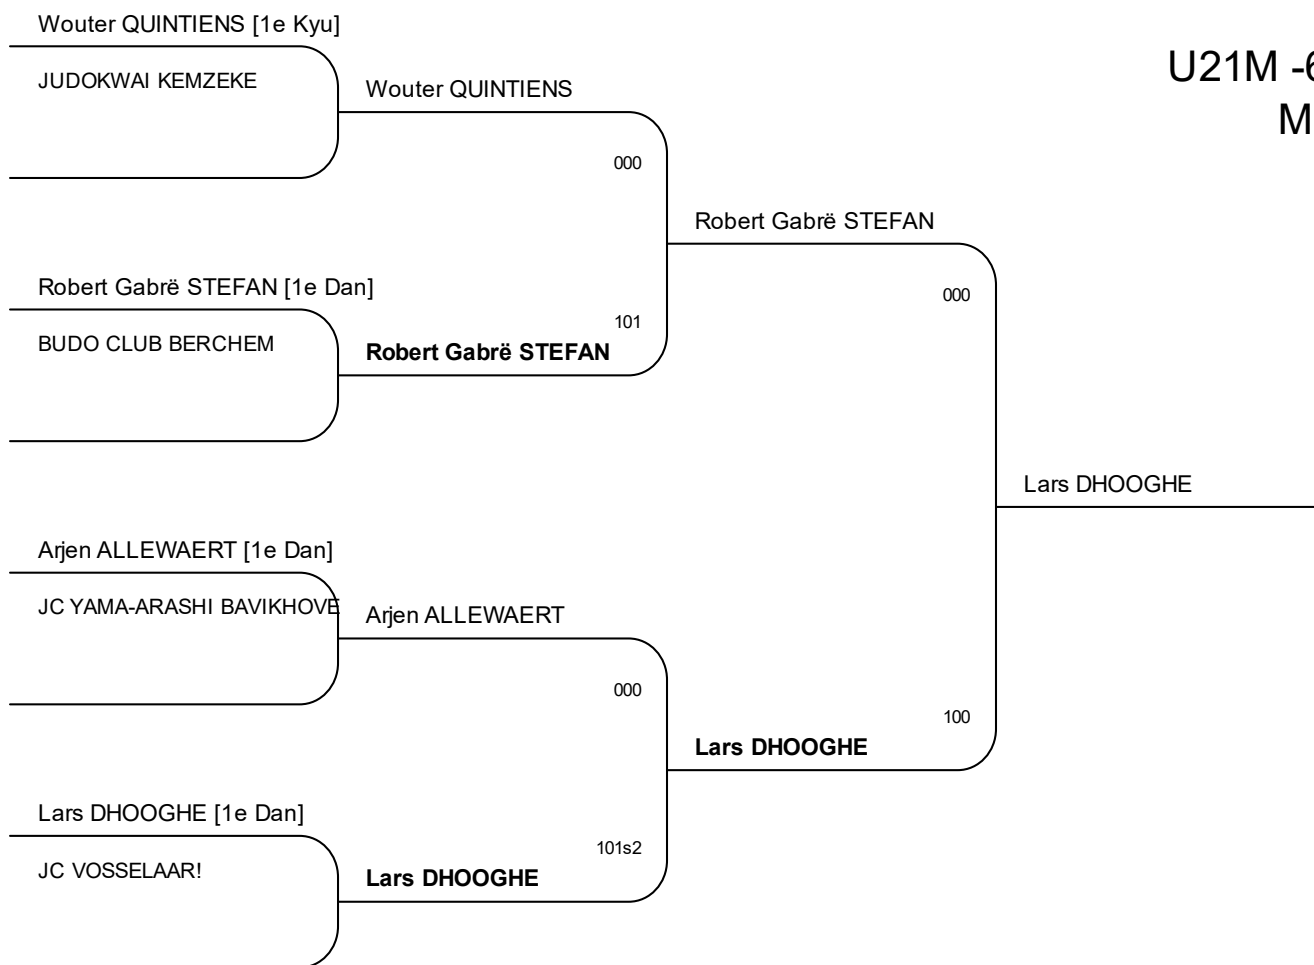 Wouter QUINTIENS [1e Kyu]
JUDOKWAI KEMZEKE
Wouter QUINTIENS
U21M -6
M
000
Robert Gabrë STEFAN
Robert Gabrë STEFAN [1e Dan]
000
101
BUDO CLUB BERCHEM
Robert Gabrë STEFAN
Lars DHOOGHE
Arjen ALLEWAERT [1e Dan]
JC YAMA-ARASHI BAVIKHOVE
Arjen ALLEWAERT
000
100
Lars DHOOGHE
Lars DHOOGHE [1e Dan]
101s2
JC VOSSELAAR!
Lars DHOOGHE